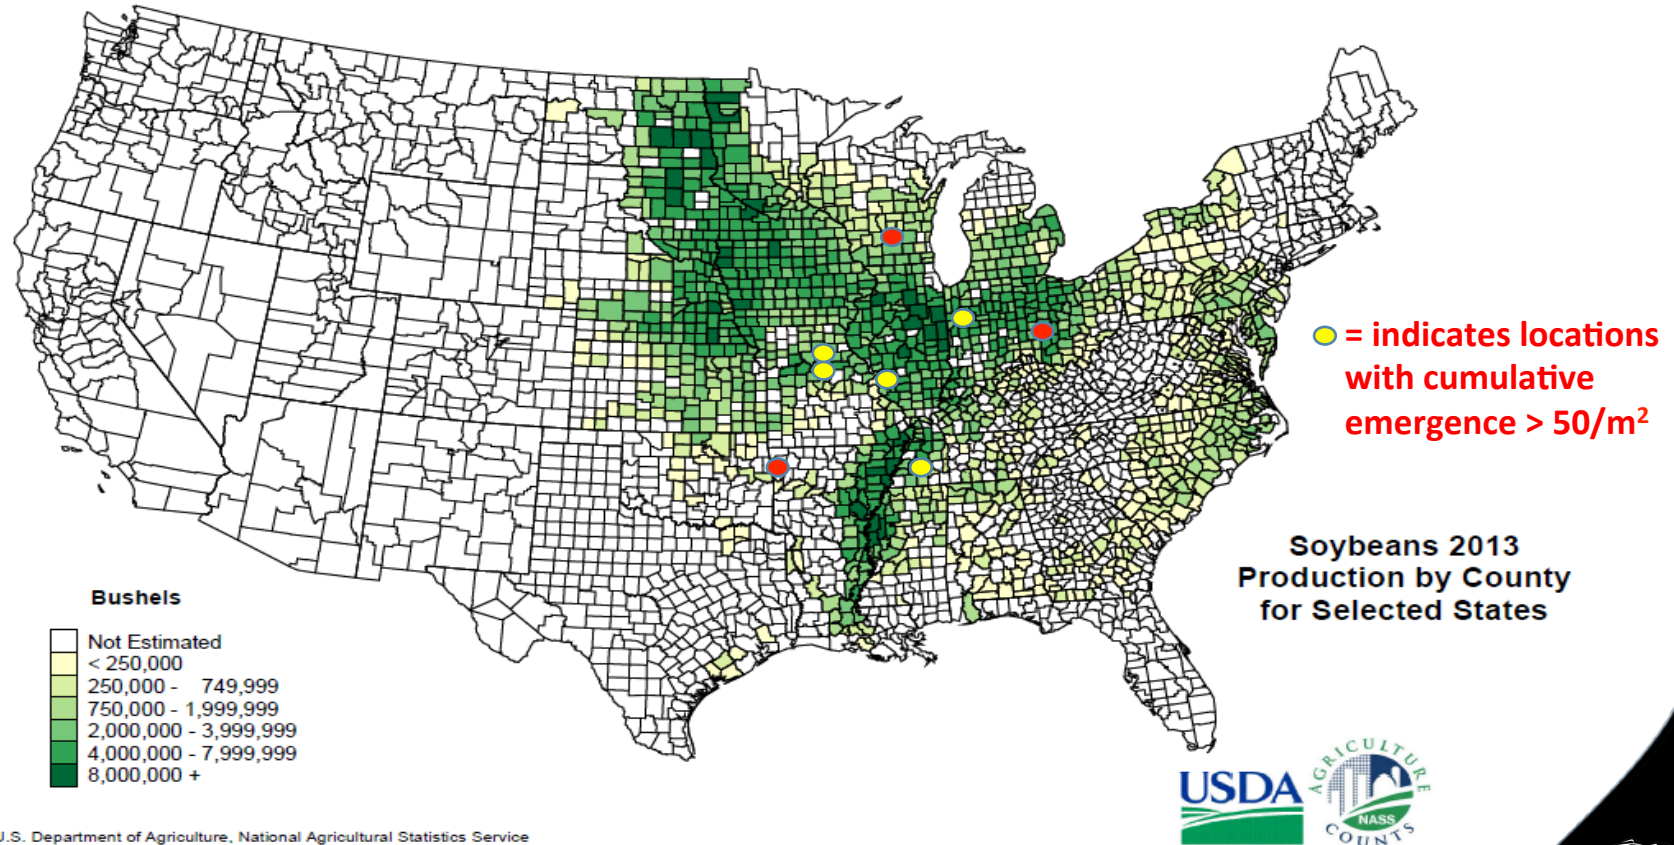 = indicates locations
with cumulative
emergence > 50/m²
Soybeans 2013
Production by County
for Selected States
Bushels
Not Estimated
< 250,000
250,000 - 749,999
750,000 - 1,999,999
2,000,000 - 3,999,999
4,000,000 - 7,999,999
8,000,000 +
USDA
AGRICULTURE
NASS
COUNTS
U.S. Department of Agriculture, National Agricultural Statistics Service